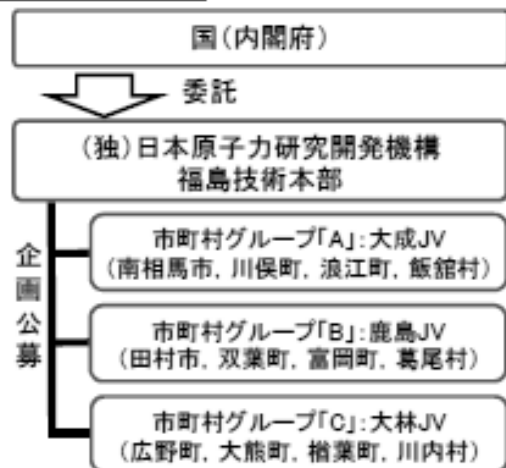 国(内閣府)
委託
(独)日本原子力研究開発機構
福島技術本部
企画公募
市町村グループ「A」:大成JV
(南相馬市, 川俣町, 浪江町, 飯舘村)
市町村グループ「B」:鹿島JV
(田村市, 双葉町, 富岡町, 葛尾村)
市町村グループ「C」:大林JV
(広野町, 大熊町, 楢葉町, 川内村)